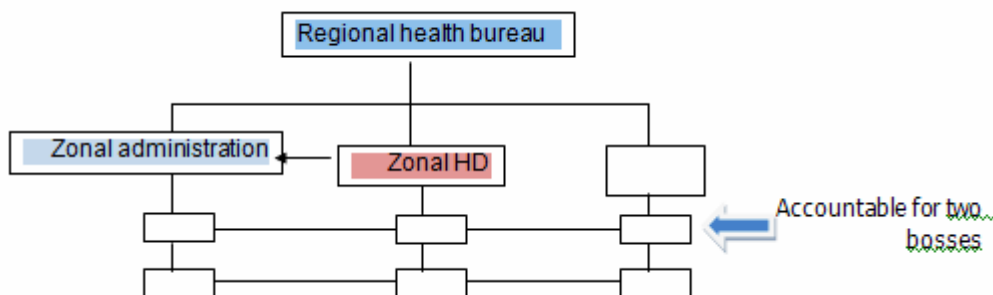 Regional health bureau
Zonal administration
Zonal HD
Accountable for two
bosses